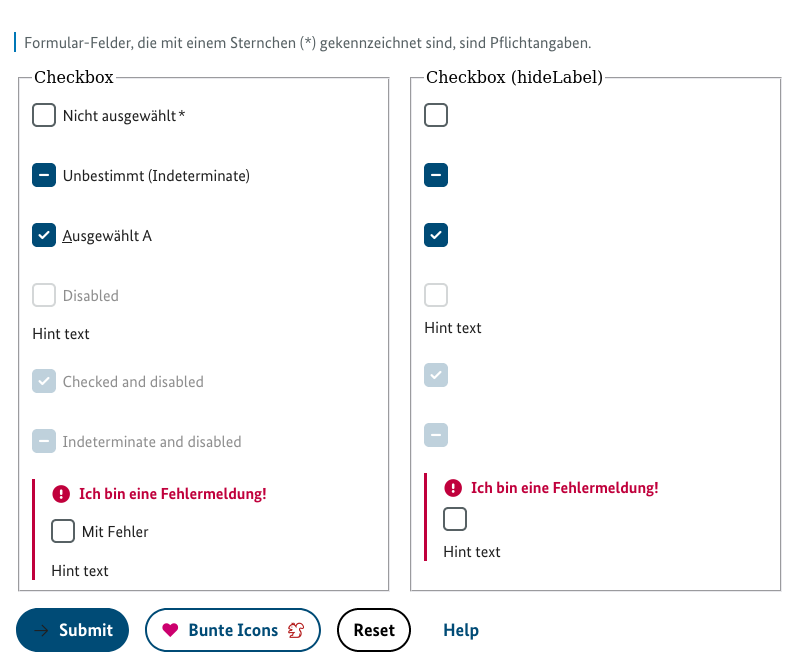 Formular-Felder, die mit einem Sternchen (*) gekennzeichnet sind, sind Pflichtangaben.
Checkbox
Nicht ausgewählt *
Unbestimmt (Indeterminate)
Ausgewählt A
Disabled
Hint text
Checked and disabled
Indeterminate and disabled
Ich bin eine Fehlermeldung!
Mit Fehler
Hint text
Checkbox (hideLabel)
Hint text
Ich bin eine Fehlermeldung!
Hint text
Submit
Bunte Icons
Reset
Help